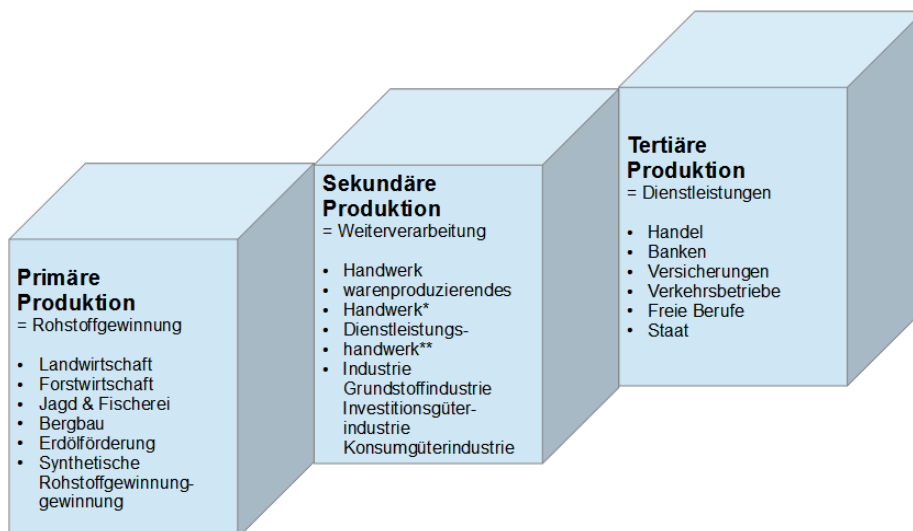 Primäre
Produktion
= Rohstoffgewinnung
• Landwirtschaft
• Forstwirtschaft
• Jagd & Fischerei
• Bergbau
• Erdölförderung
• Synthetische
Rohstoffgewinnung-
gewinnung
Sekundäre
Produktion
= Weiterverarbeitung
• Handwerk
• warenproduzierendes
• Handwerk*
• Dienstleistungs-
• handwerk**
• Industrie
Grundstoffindustrie
Investitionsgüter-
industrie
Konsumgüterindustrie
Tertiäre
Produktion
= Dienstleistungen
• Handel
• Banken
• Versicherungen
• Verkehrsbetriebe
• Freie Berufe
• Staat